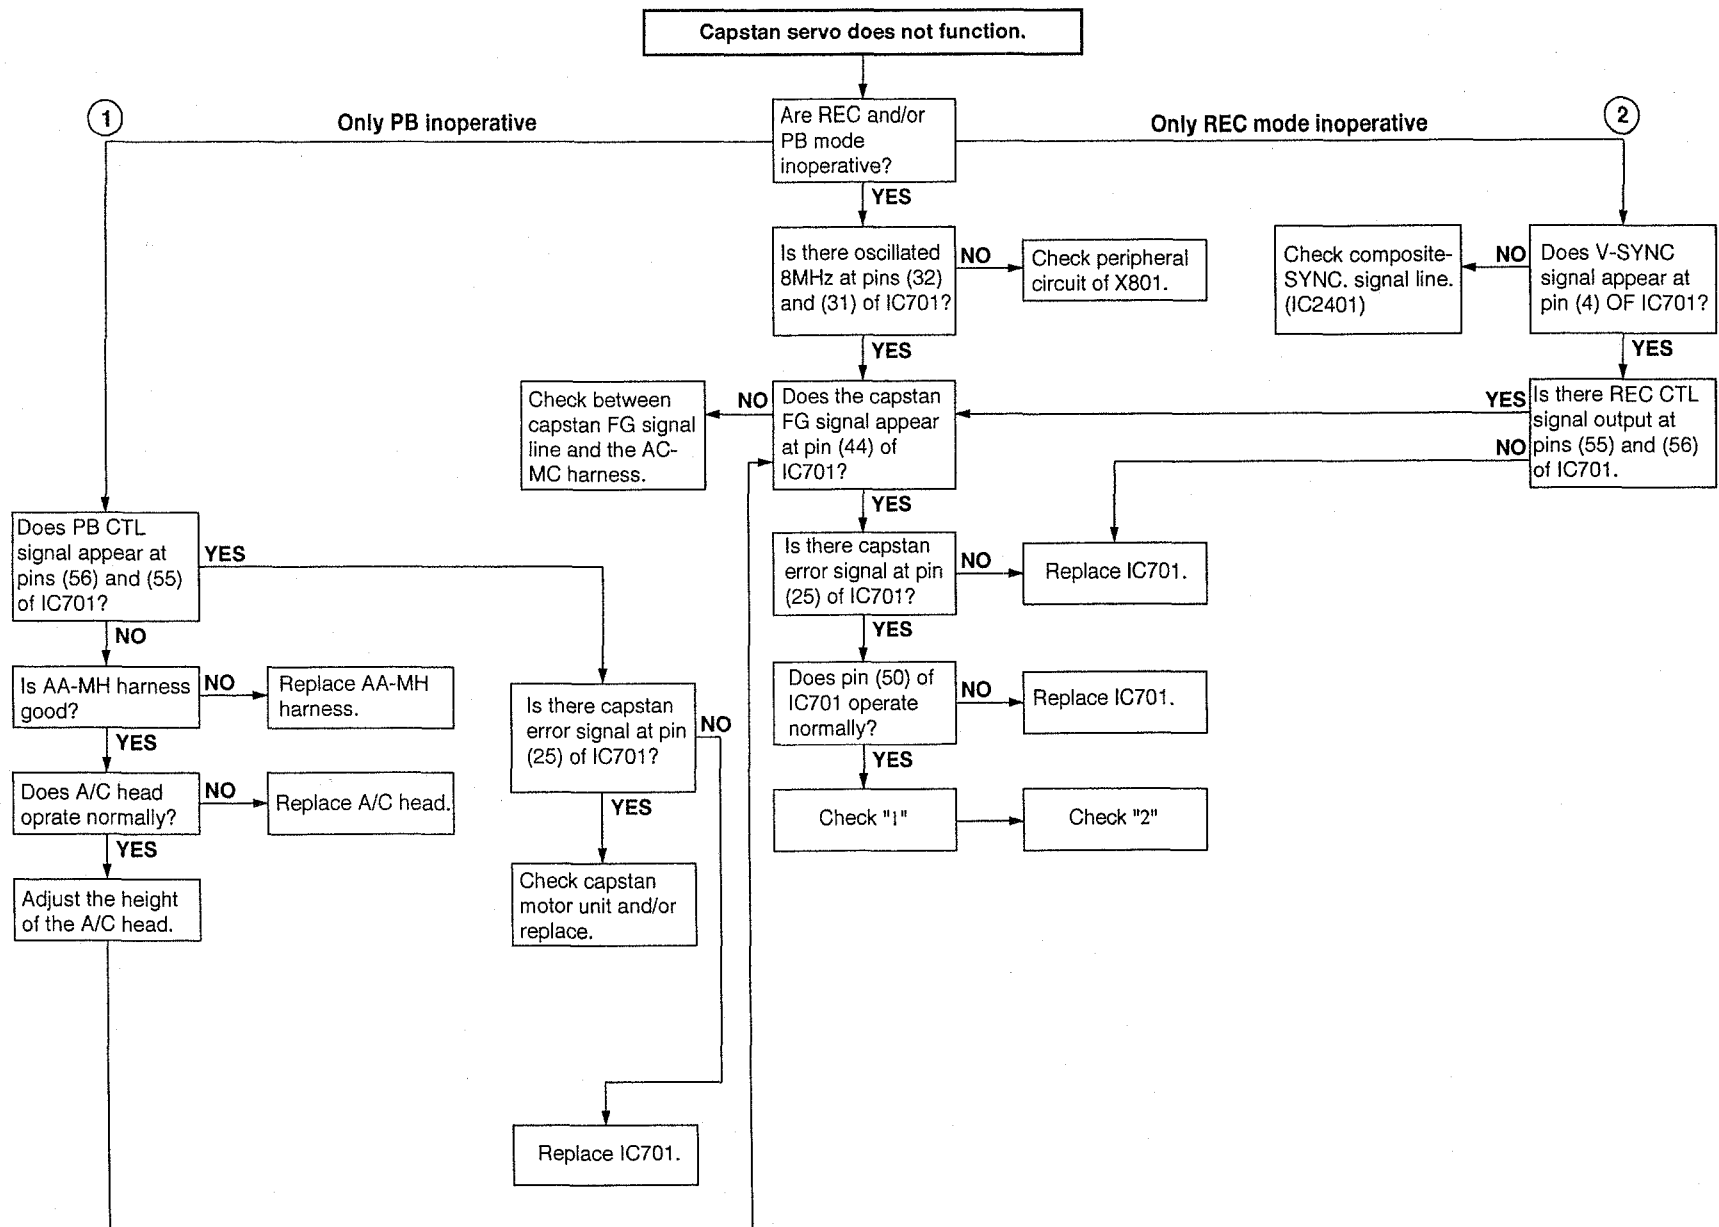 Capstan servo does not function.
1
Only PB inoperative
Are REC and/or
PB mode
inoperative?
Only REC mode inoperative
2
YES
Is there oscillated
8MHz at pins (32)
and (31) of IC701?
NO
Check peripheral
circuit of X801.
Check composite-
SYNC. signal line.
(IC2401)
NO
Does V-SYNC
signal appear at
pin (4) OF IC701?
YES
YES
Check between
capstan FG signal
line and the AC-
MC harness.
NO
Does the capstan
FG signal appear
at pin (44) of
IC701?
YES
NO
Is there REC CTL
signal output at
pins (55) and (56)
of IC701.
YES
Does PB CTL
signal appear at
pins (56) and (55)
of IC701?
YES
Is there capstan
error signal at pin
(25) of IC701?
NO
Replace IC701.
NO
YES
Is AA-MH harness
good?
NO
Replace AA-MH
harness.
Is there capstan
error signal at pin
(25) of IC701?
NO
Does pin (50) of
IC701 operate
normally?
NO
Replace IC701.
YES
YES
Does A/C head
oprate normally?
NO
Replace A/C head.
YES
Check "1"
Check "2"
YES
Adjust the height
of the A/C head.
Check capstan
motor unit and/or
replace.
Replace IC701.